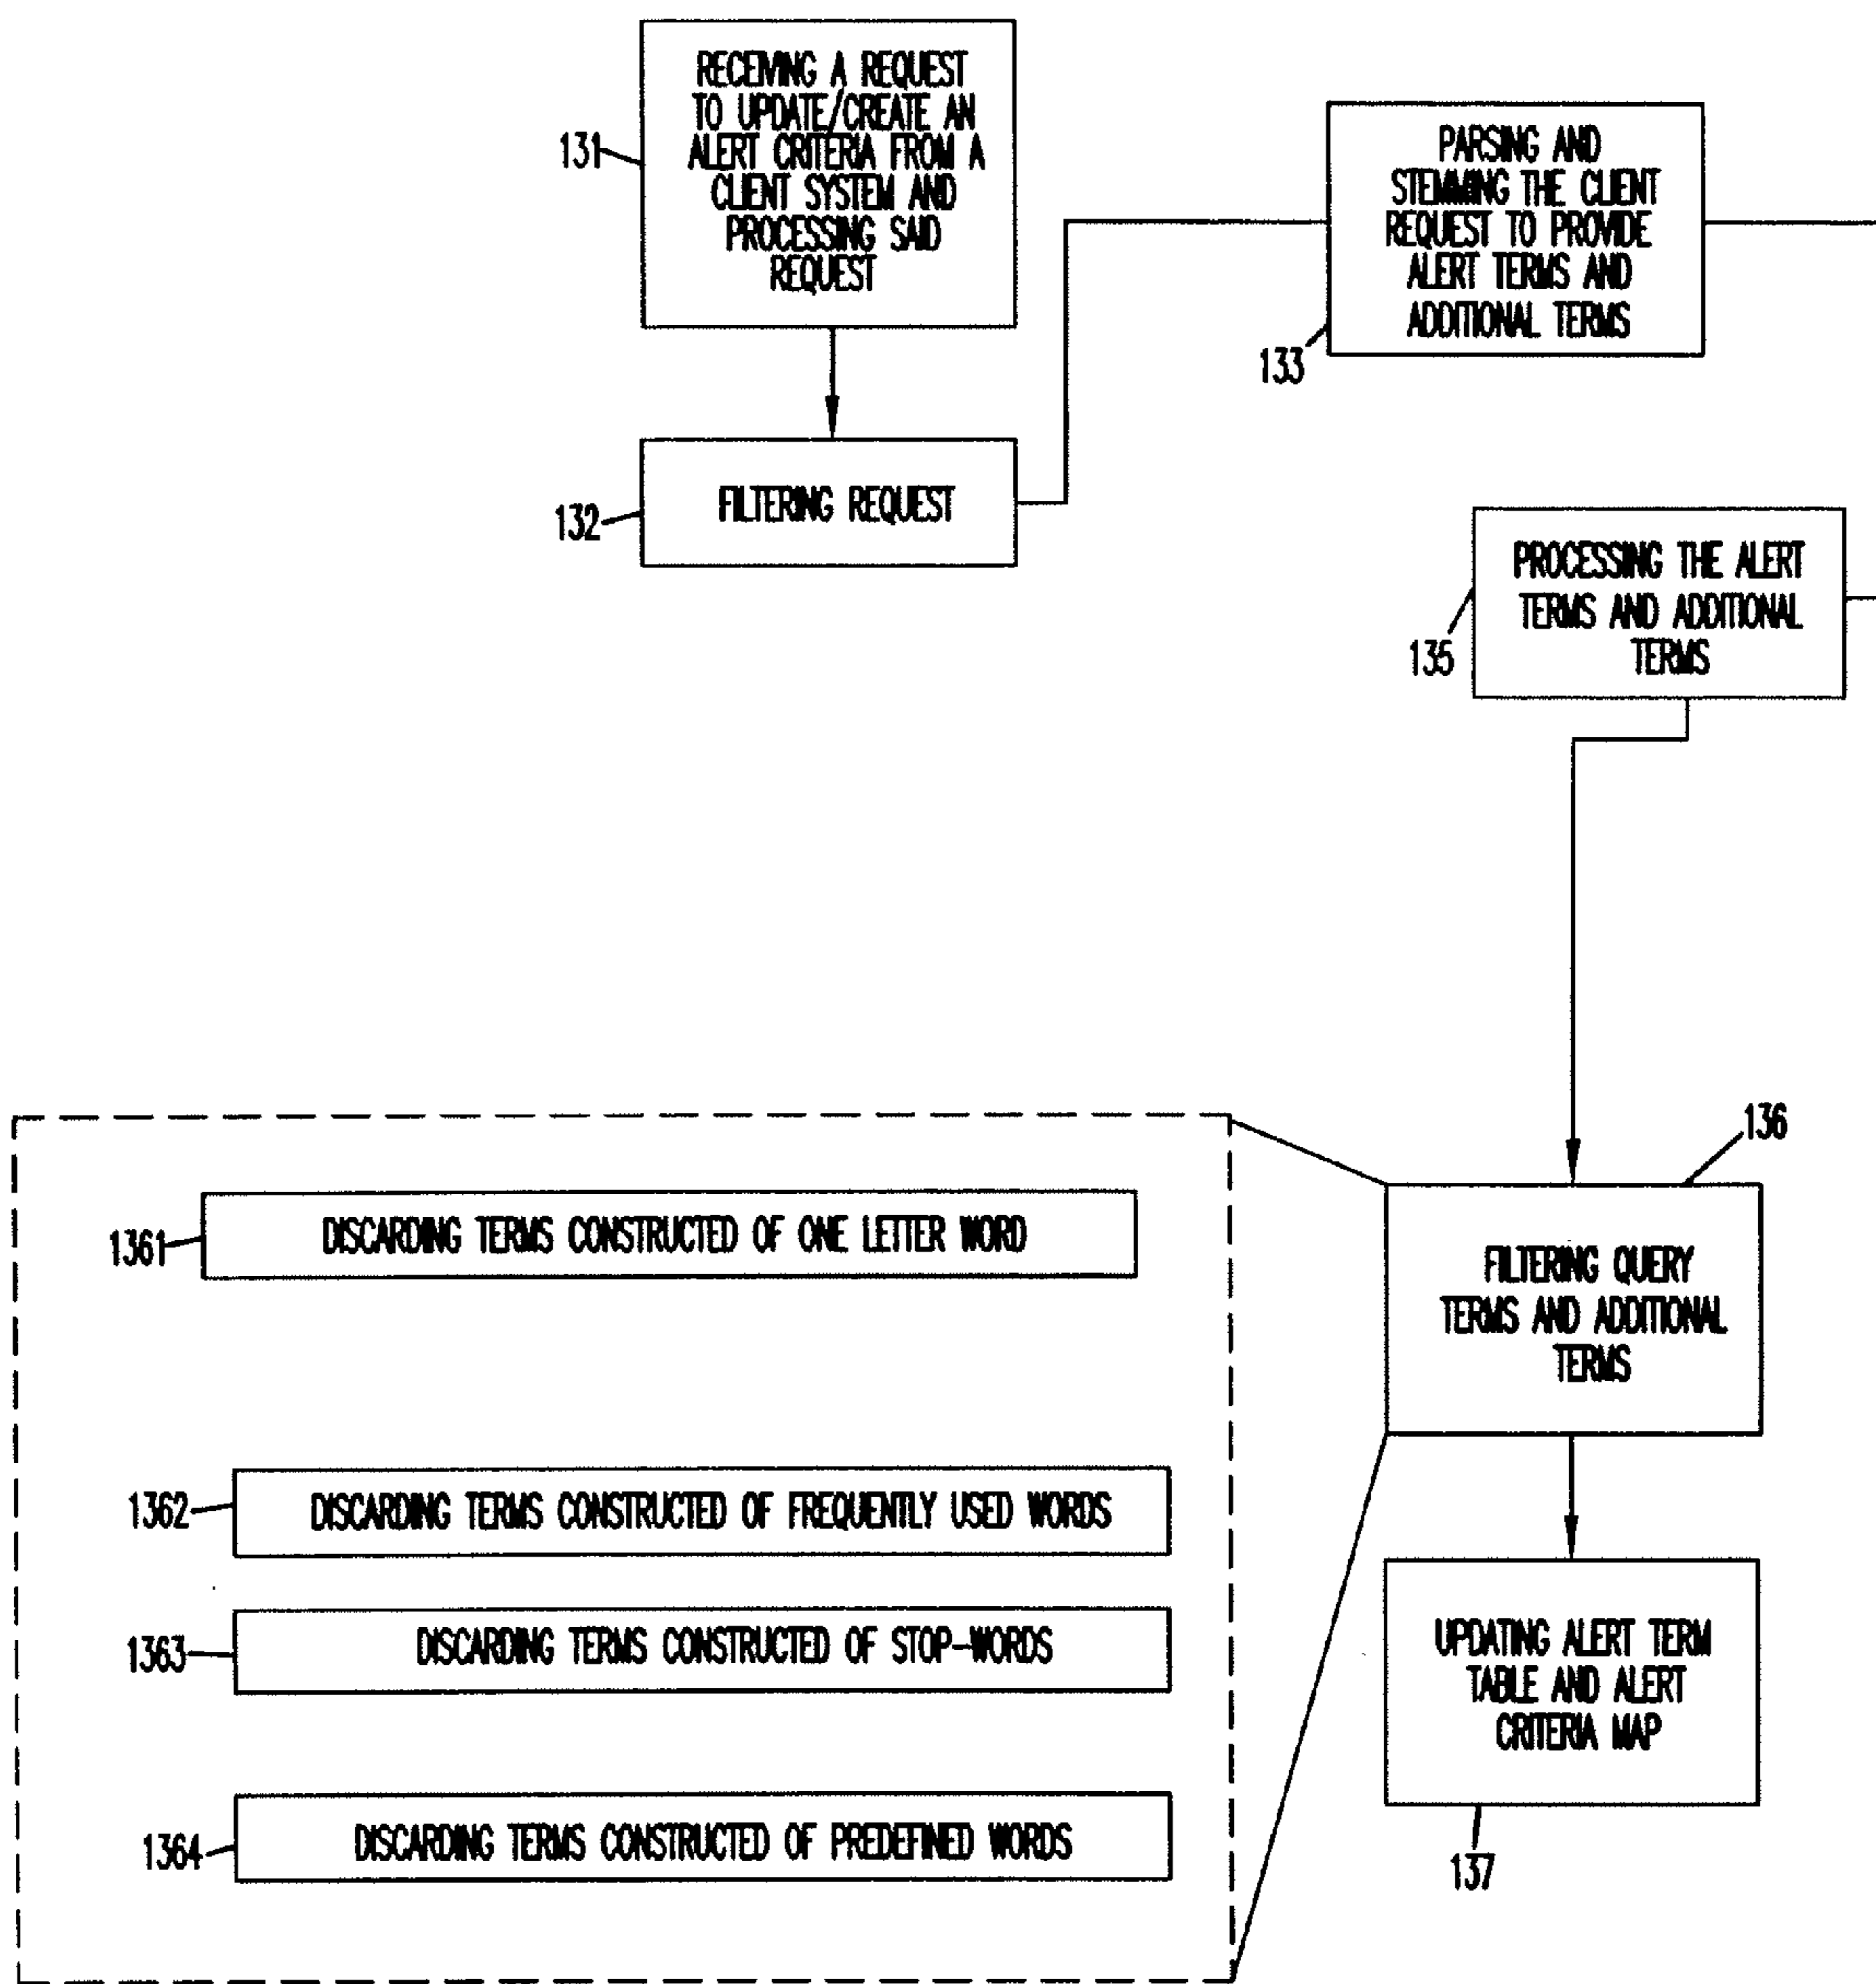 RECEIVING A REQUEST
TO UPDATE/CREATE AN
ALERT CRITERIA FROM A
CLIENT SYSTEM AND
PROCESSING SAID
REQUEST
131
FILTERING REQUEST
132
PARSING AND
STEMMING THE CLIENT
REQUEST TO PROVIDE
ALERT TERMS AND
ADDITIONAL TERMS
133
PROCESSING THE ALERT
TERMS AND ADDITIONAL
TERMS
135
136
FILTERING QUERY
TERMS AND ADDITIONAL
TERMS
1361
DISCARDING TERMS CONSTRUCTED OF ONE LETTER WORD
1362
DISCARDING TERMS CONSTRUCTED OF FREQUENTLY USED WORDS
1363
DISCARDING TERMS CONSTRUCTED OF STOP-WORDS
1364
DISCARDING TERMS CONSTRUCTED OF PREDEFINED WORDS
UPDATING ALERT TERM
TABLE AND ALERT
CRITERIA MAP
137